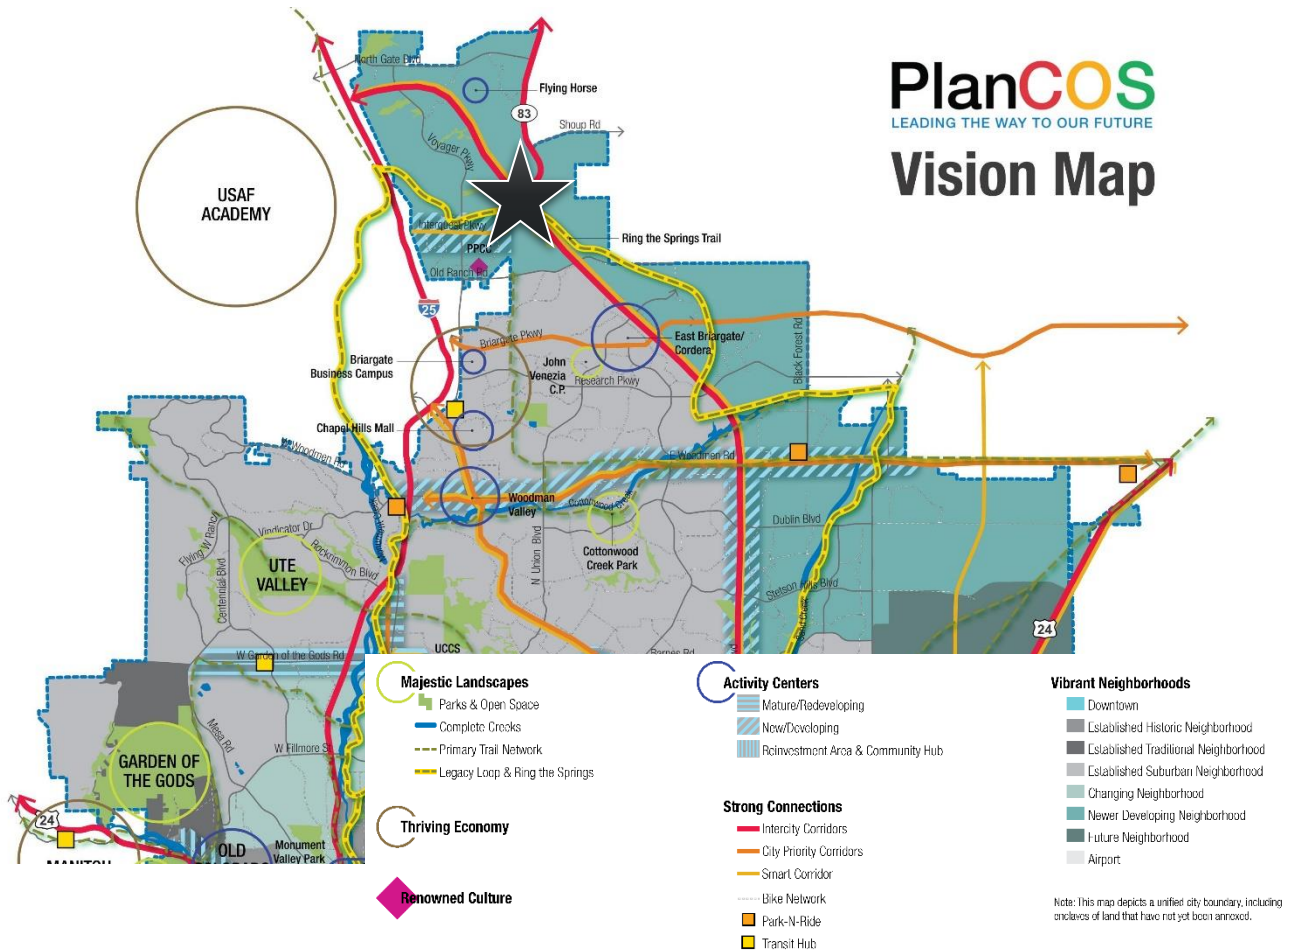 PlanCOS
LEADING THE WAY TO OUR FUTURE
Vision Map
North Gate Blvd
Flying Horse
83
Shoup Rd
Voyager Pkwy
USAF
ACADEMY
Interquest Pkwy
Ring the Springs Trail
PPCC
Old Ranch Rd
25
Briargate Pkwy
East Briargate/
Cordera
Black Forest Rd
Briargate
Business Campus
John
Venezia
C.P.
Research Pkwy
Chapel Hills Mall
W Woodmen Rd
E Woodmen Rd
Woodman
Valley
Cottonwood Creek
Flying W Ranch
Vindicator Dr
Rockrimmon Blvd
N Union Blvd
Dublin Blvd
Cottonwood
Creek Park
UTE
VALLEY
Centennial Blvd
Stetson Hills Blvd
Sand Creek
24
UCCS
Barnes Rd
W Garden of the Gods Rd
Mesa Rd
W Fillmore S
GARDEN OF
THE GODS
24
MANITOU
OLD
Monument
Valley Park
Majestic Landscapes
Parks & Open Space
Complete Creeks
Primary Trail Network
Legacy Loop & Ring the Springs
Thriving Economy
Renowned Culture
Activity Centers
Mature/Redeveloping
New/Developing
Reinvestment Area & Community Hub
Strong Connections
Intercity Corridors
City Priority Corridors
Smart Corridor
Bike Network
Park-N-Ride
Transit Hub
Vibrant Neighborhoods
Downtown
Established Historic Neighborhood
Established Traditional Neighborhood
Established Suburban Neighborhood
Changing Neighborhood
Newer Developing Neighborhood
Future Neighborhood
Airport
Note: This map depicts a unified city boundary, including
enclaves of land that have not yet been annexed.